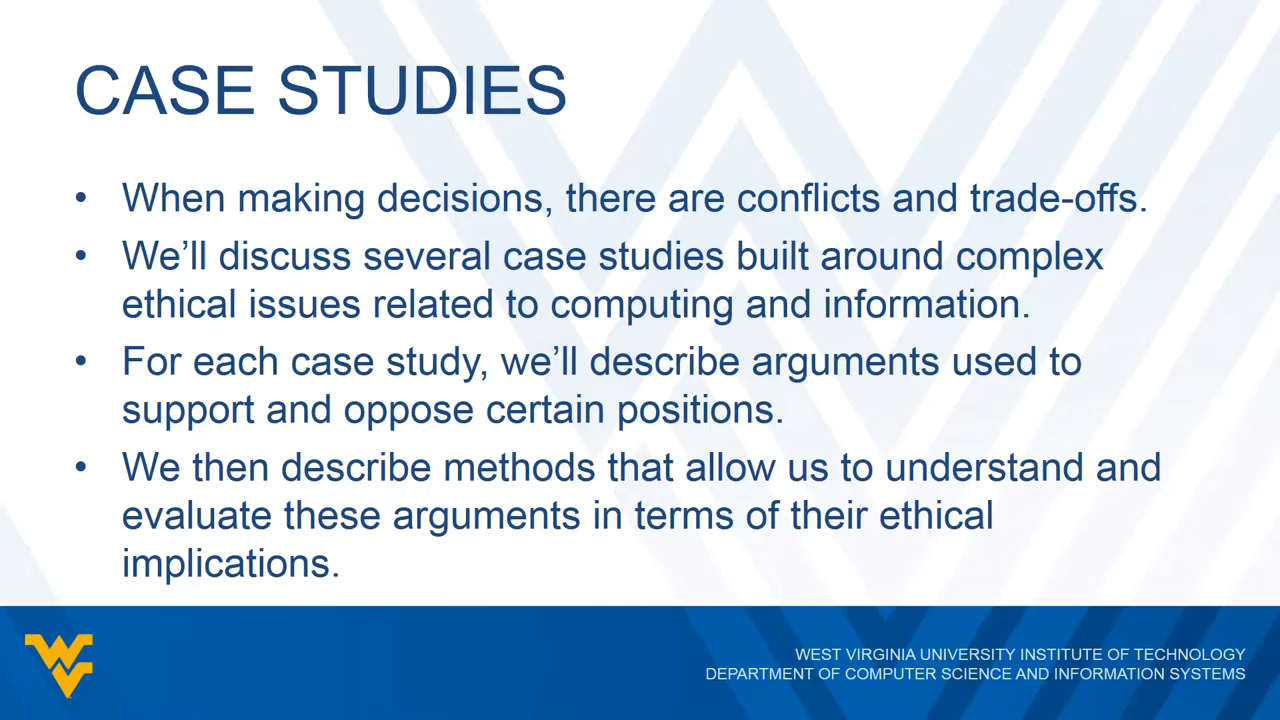 CASE STUDIES
• When making decisions, there are conflicts and trade-offs.
• We’ll discuss several case studies built around complex
ethical issues related to computing and information.
• For each case study, we’ll describe arguments used to
support and oppose certain positions.
• We then describe methods that allow us to understand and
evaluate these arguments in terms of their ethical
implications.
WV
WEST VIRGINIA UNIVERSITY INSTITUTE OF TECHNOLOGY
DEPARTMENT OF COMPUTER SCIENCE AND INFORMATION SYSTEMS